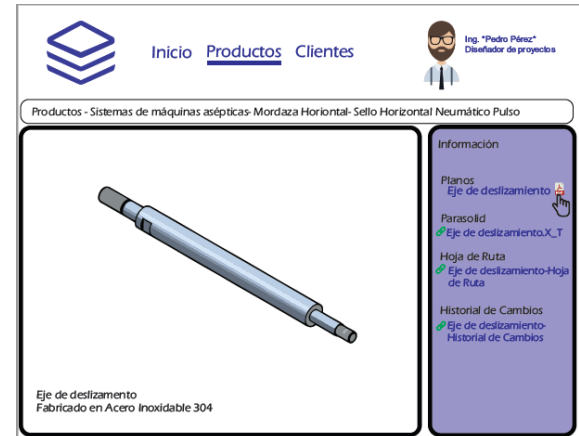 Inicio Productos Clientes
Ing. "Pedro Pérez"
Diseñador de proyectos
Productos - Sistemas de máquinas asépticas- Mordaza Horiontal- Sello Horizontal Neumático Pulso
Eje de deslizamento
Fabricado en Acero Inoxidable 304
Información
Planos
Eje de deslizamiento
Parasolid
Eje de deslizamiento.X_T
Hoja de Ruta
Eje de deslizamiento-Hoja
de Ruta
Historial de Cambios
Eje de deslizamiento-
Historial de Cambios